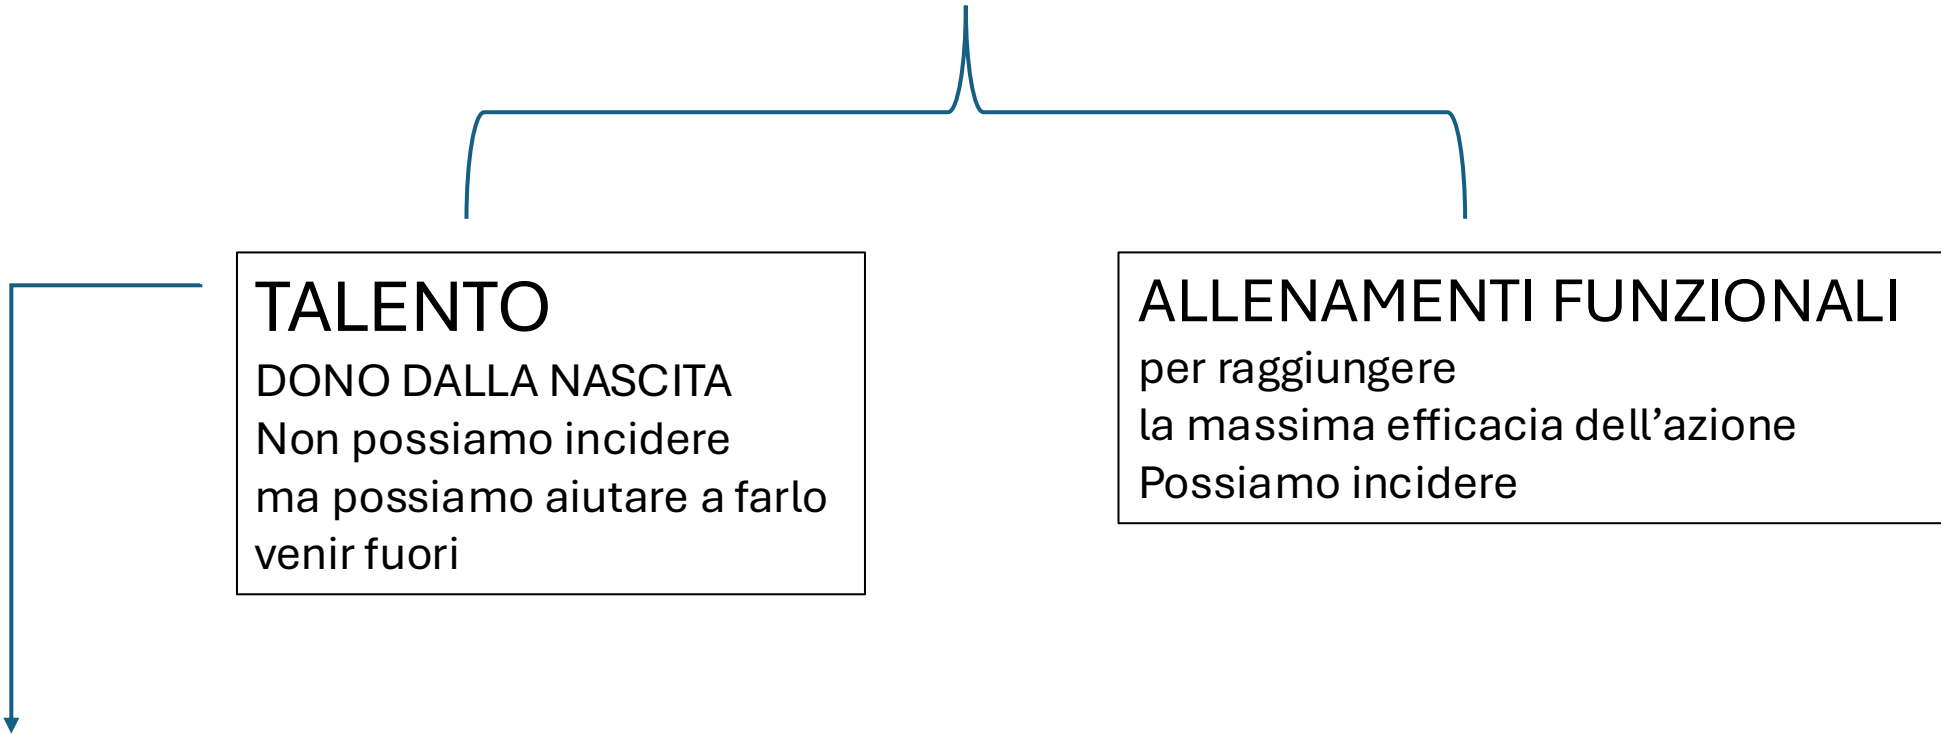 TALENTO
DONO DALLA NASCITA
Non possiamo incidere
ma possiamo aiutare a farlo
venir fuori
ALLENAMENTI FUNZIONALI
per raggiungere
la massima efficacia dell’azione
Possiamo incidere